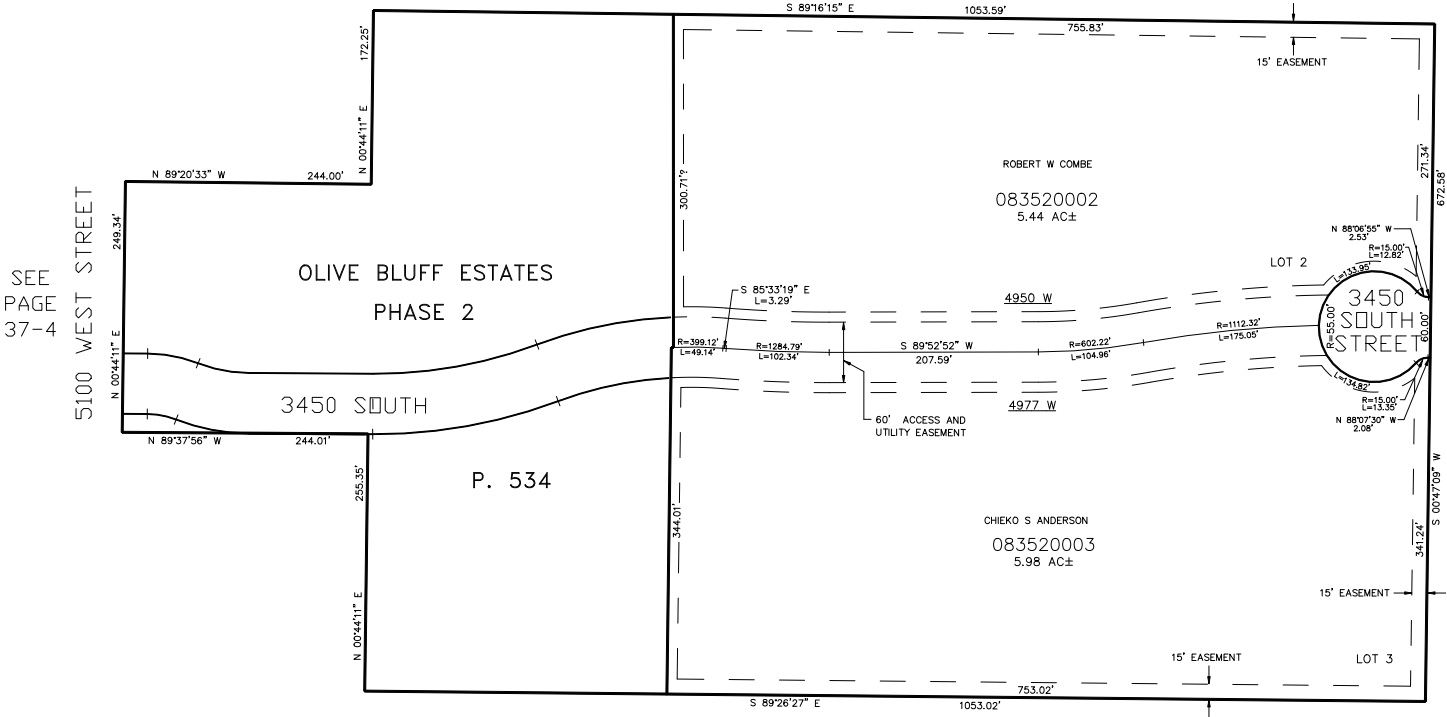 S 89°16'15" E
1053.59'
755.83'
15' EASEMENT
172.25'
N 00°44'11" E
N 89°20'33" W
244.00'
249.34'
N 00°44'11" E
SEE
PAGE
37-4
5100 WEST STREET
OLIVE BLUFF ESTATES
PHASE 2
3450 SOUTH
N 89°37'56" W
244.01'
255.35'
N 00°44'11" E
P. 534
ROBERT W COMBE
083520002
5.44 AC±
300.71'?
271.34'
672.58'
N 88°06'55" W
2.53'
R=15.00'
L=12.82'
LOT 2
L=133.95'
3450
SOUTH
STREET
R=55.00'
60.00'
S 85°33'19" E
L=3.29'
4950 W
R=399.12'
L=49.14'
R=1284.79'
L=102.34'
S 89°52'52" W
207.59'
R=602.22'
L=104.96'
R=1112.32'
L=175.05'
L=134.82'
R=15.00'
L=13.35'
N 88°07'30" W
2.08'
4977 W
60' ACCESS AND
UTILITY EASEMENT
CHIEKO S ANDERSON
083520003
5.98 AC±
344.01'
341.24'
S 00°47'09" W
15' EASEMENT
15' EASEMENT
LOT 3
753.02'
S 89°26'27" E
1053.02'